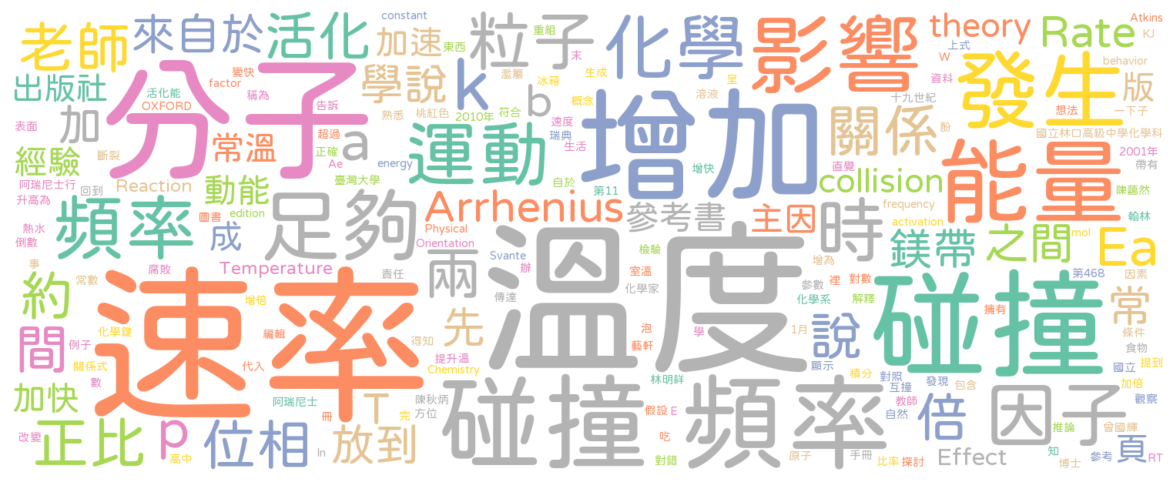 老師
來自於
活化
constant
加速
東西
粒子
重組
末
化學
影響
theory
上式
Rate
Atkins
KJ
分子
出版社
活化能
OXFORD
factor
變快
稱為
告訴
學說
熟悉
桃紅色
k
2010年
濫觴
冰箱
生成
概念
符合
b
速度
瑞典
溶液
呈
生活
W
資料
behavior
十九世紀
發生
想法
版
一下子
加
表面
常溫
超過
正確
a
Ae
energy
運動
增加
關係
酚
國立林口高級中學化學科
2001年
帶有
經驗
斷裂
阿瑞尼士行
升高為
回到
Reaction
動能
臺灣大學
自於
第11
增快
直覺
collision
能量
陳藹然
翰林
熱水
倒數
頻率
圖書
成
edition
足夠
Arrhenius
Physical
Orientation
參考書
主因
時
frequency
activation
鎂帶
之間
mol
Ea
事
常數
腐敗
Temperature
責任
兩
Svante
辦
傳達
溫度
檢驗
室溫
化學家
增為
參數
裡
對數
化學系
解釋
擁有
第468
因素
約
間
化學鍵
例子
關係式
數
增倍
編輯
代入
速率
先
得知
提升溫
Chemistry
泡
藝軒
學
1月
說
顯示
碰撞
常
條件
食物
加快
阿瑞尼士
冊
T
完
陳秋炳
方位
林明祥
積分
對照
互撞
發現
包含
國立
提到
加倍
觀察
改變
正比
p
高中
位相
ln
放到
碰撞頻率
假設
E
吃
對錯
原子
手冊
教師
自然
比率
倍
探討
Effect
因子
推論
知
博士
曾國輝
參考
頁
RT